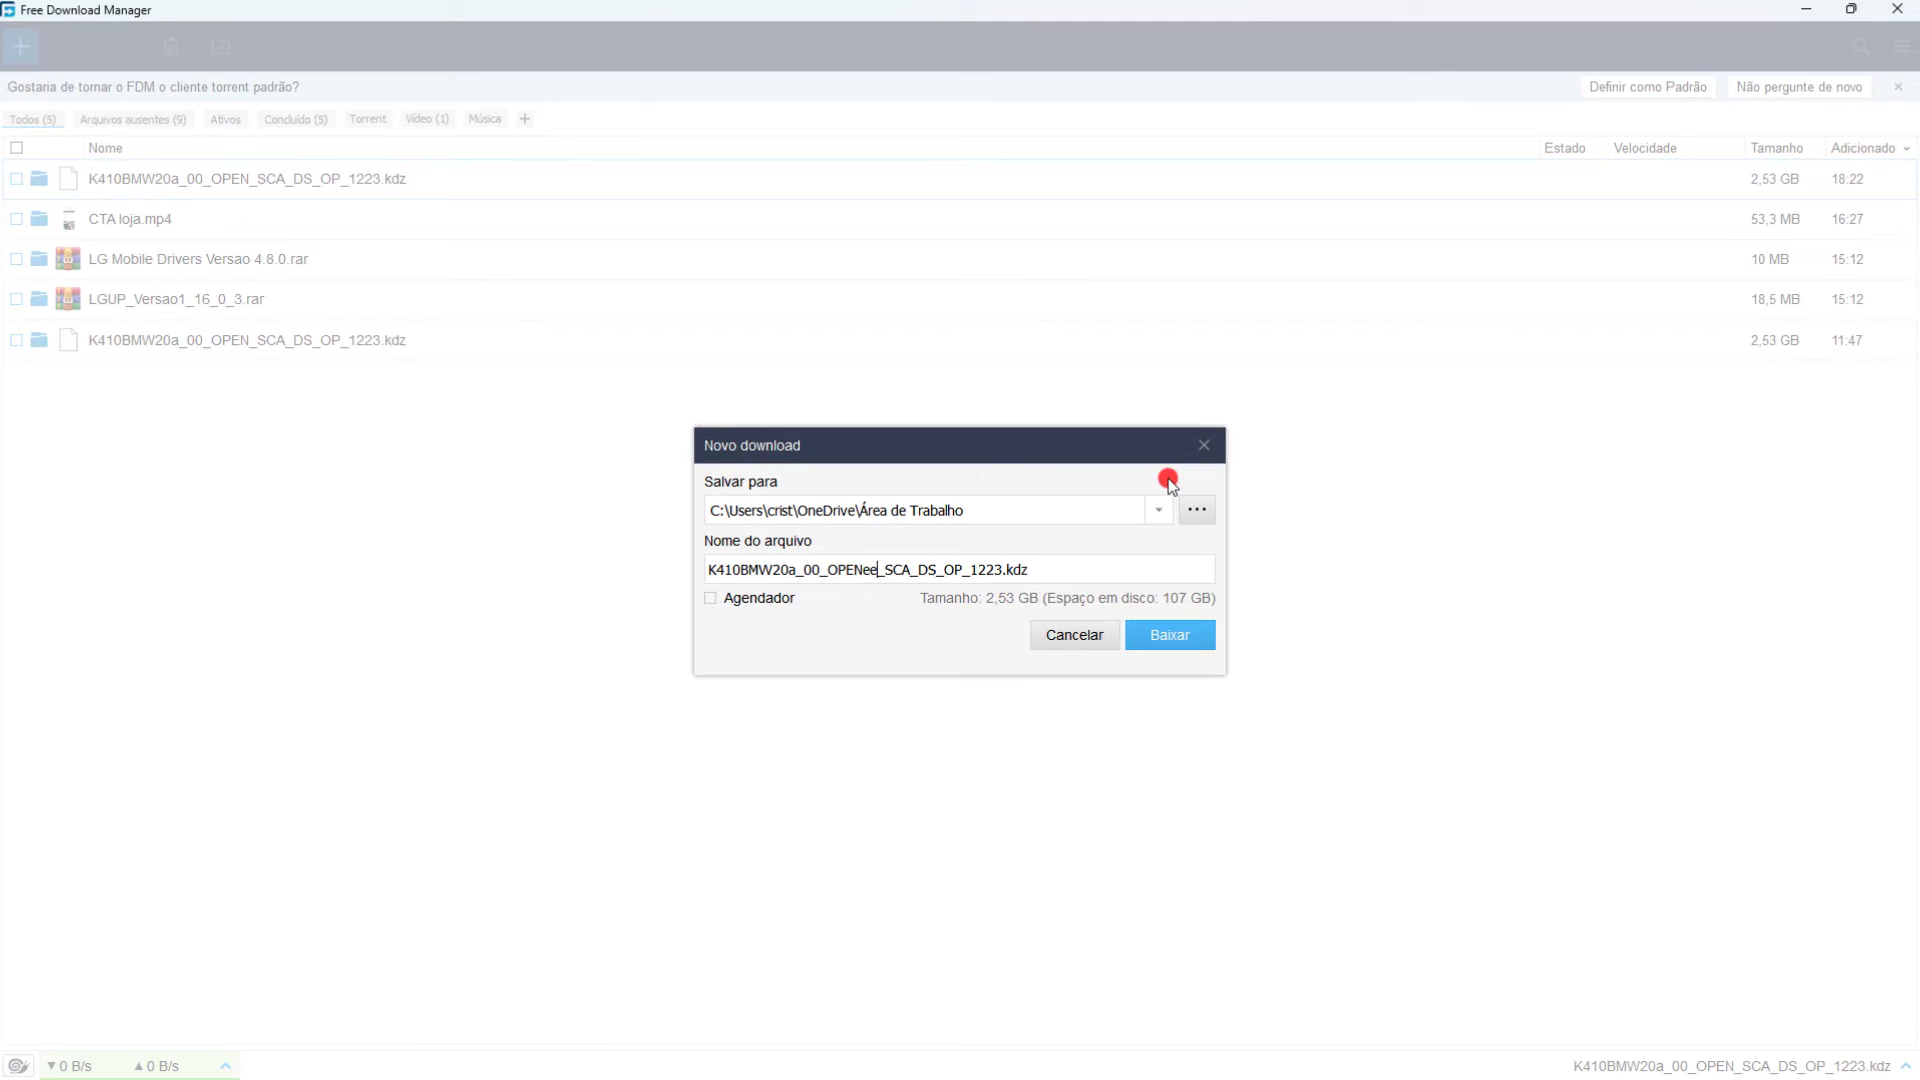 Free Download Manager
Gostaria de tornar o FDM o cliente torrent padrão?
Definir como Padrão
Não pergunte de novo
Todos (5)
Arquivos ausentes (9)
Ativos
Concluído (5)
Torrent
Vídeo (1)
Música
Nome
Estado
Velocidade
Tamanho
Adicionado
K410BMW20a_00_OPEN_SCA_DS_OP_1223.kdz
2,53 GB
18:22
CTA loja.mp4
53,3 MB
16:27
LG Mobile Drivers Versao 4.8.0.rar
10 MB
15:12
LGUP_Versao1_16_0_3.rar
18,5 MB
15:12
K410BMW20a_00_OPEN_SCA_DS_OP_1223.kdz
2,53 GB
11:47
Novo download
Salvar para
C:\Users\crist\OneDrive\Área de Trabalho
Nome do arquivo
K410BMW20a_00_OPENee_SCA_DS_OP_1223.kdz
Agendador
Tamanho: 2,53 GB (Espaço em disco: 107 GB)
Cancelar
Baixar
0 B/s
0 B/s
K410BMW20a_00_OPEN_SCA_DS_OP_1223.kdz